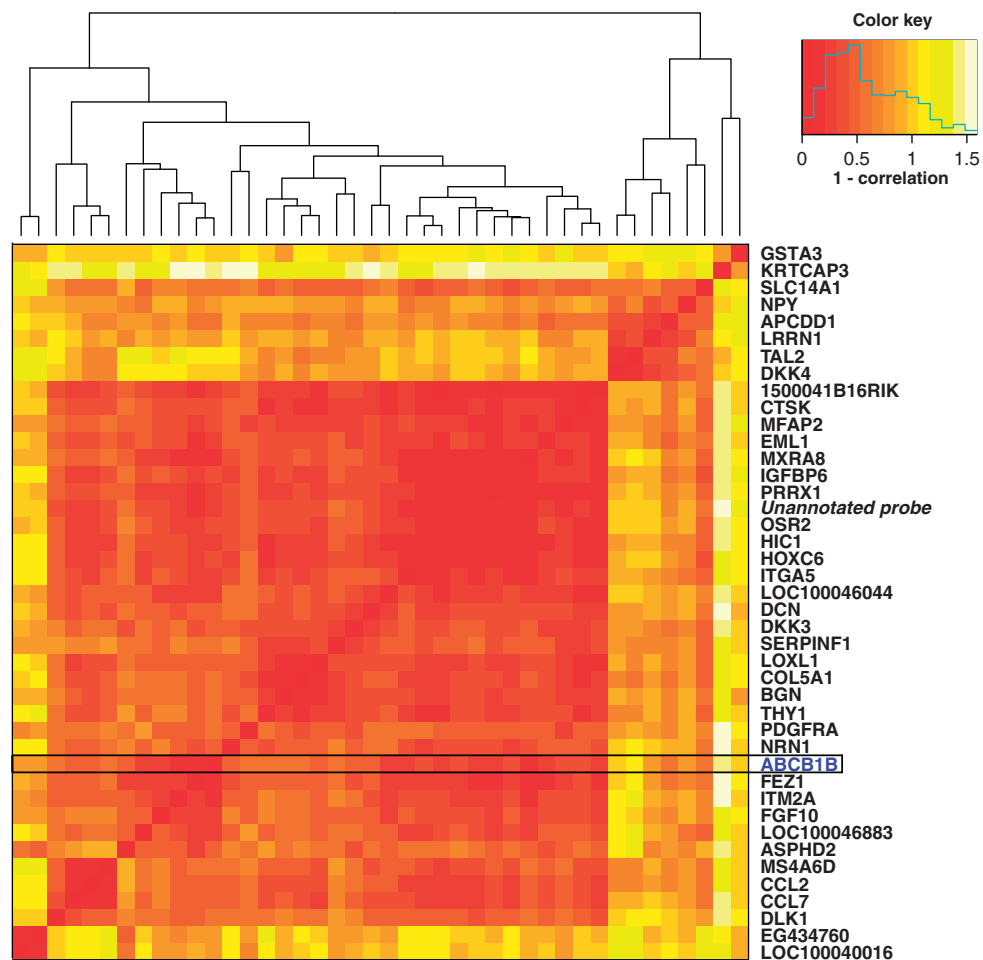 Color key
0 0.5 1 1.5
1 - correlation
GSTA3
KRTCAP3
SLC14A1
NPY
APCDD1
LRRN1
TAL2
DKK4
1500041B16RIK
CTSK
MFAP2
EML1
MXRA8
IGFBP6
PRRX1
Unannotated probe
OSR2
HIC1
HOXC6
ITGA5
LOC100046044
DCN
DKK3
SERPINF1
LOXL1
COL5A1
BGN
THY1
PDGFRA
NRN1
ABCB1B
FEZ1
ITM2A
FGF10
LOC100046883
ASPHD2
MS4A6D
CCL2
CCL7
DLK1
EG434760
LOC100040016